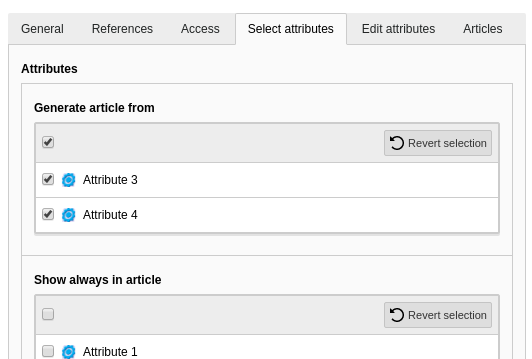 General References Access Select attributes Edit attributes Articles
Attributes
Generate article from
Revert selection
Attribute 3
Attribute 4
Show always in article
Revert selection
Attribute 1